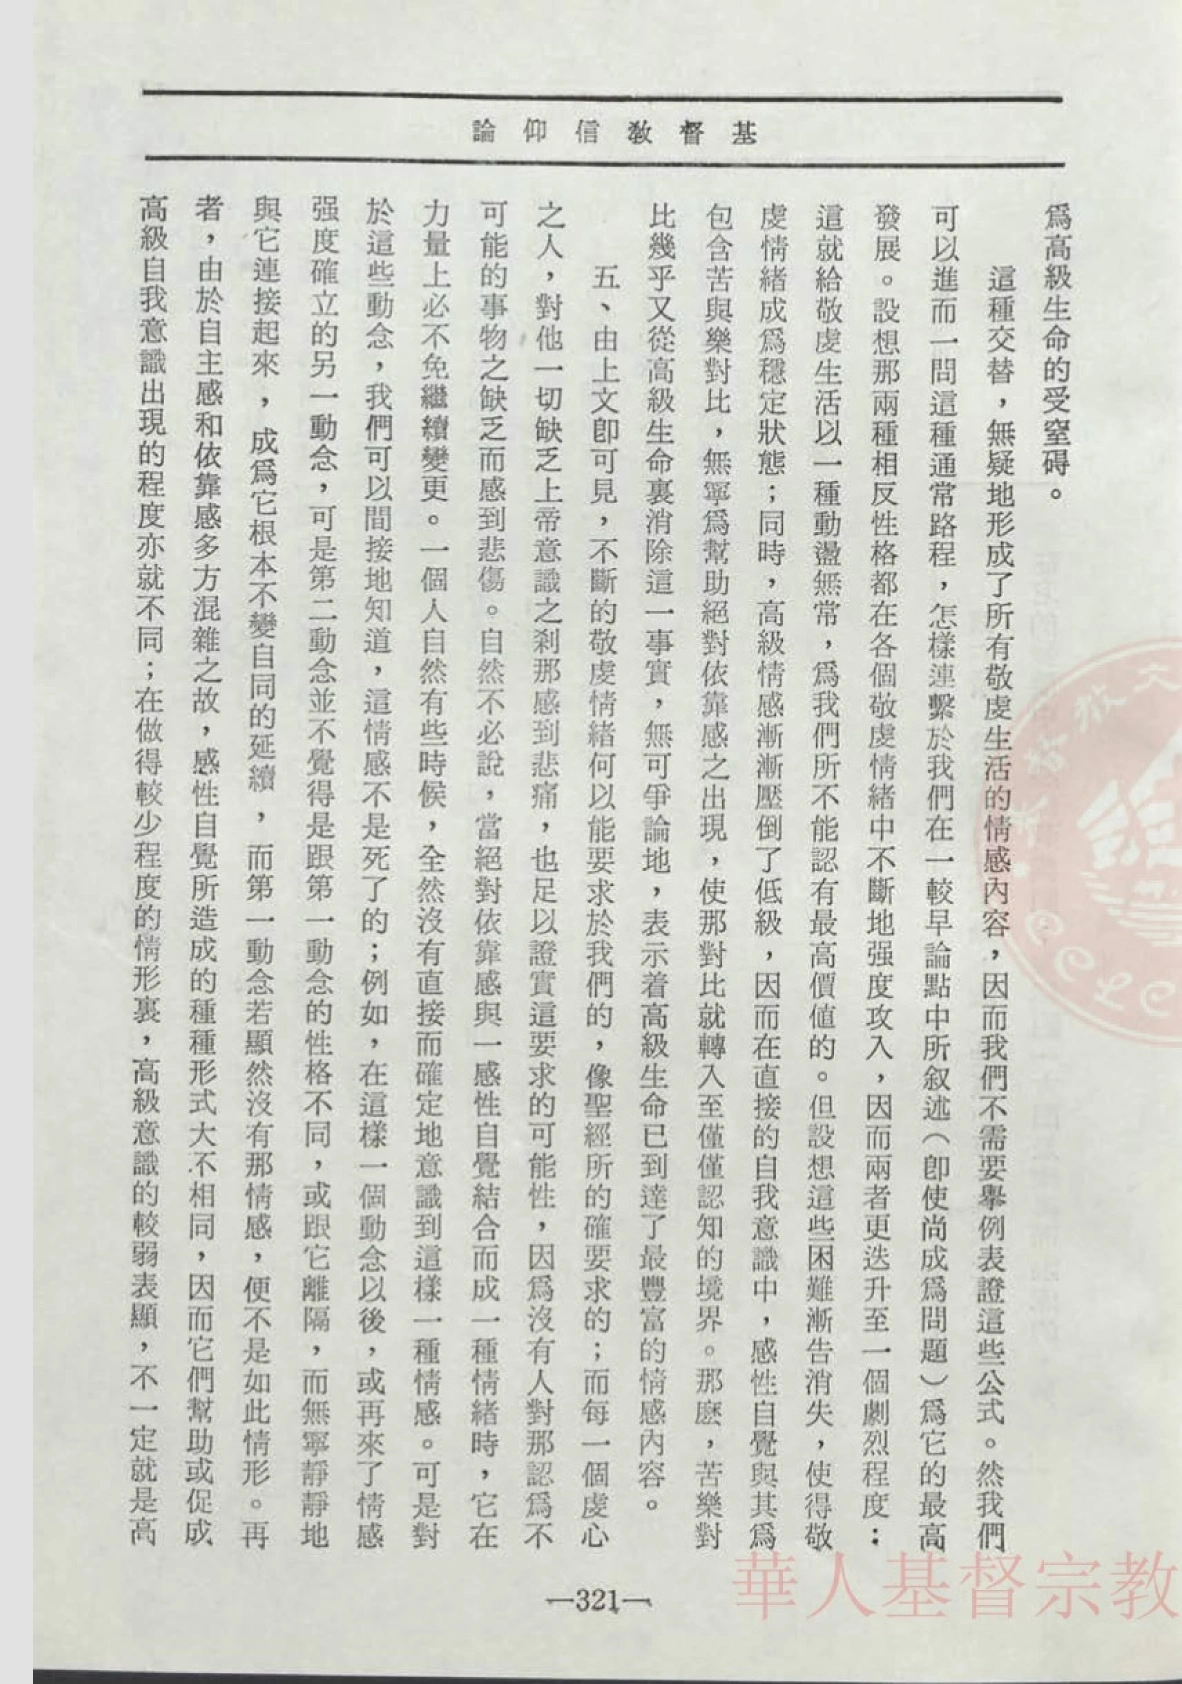 基督教信仰論
爲高級生命的受窒碍。
這種交替，無疑地形成了所有敬虔生活的情感內容，因而我們不需要舉例表證這些公式。然我們
可以進而一問這種通常路程，怎樣連繫於我們在一較早論點中所叙述（卽使尚成爲問題）爲它的最高
發展。設想那兩種相反性格都在各個敬虔情緒中不斷地强度攻入，因而兩者更迭升至一個劇烈程度：
這就給敬虔生活以一種動盪無常，爲我們所不能認有最高價値的。但設想這些困難漸告消失，使得敬
虔情緒成爲穩定狀態；同時，高級情感漸漸壓倒了低級，因而在直接的自我意識中，感性自覺與其爲
包含苦與樂對比，無寧爲幫助絕對依靠感之出現，使那對比就轉入至僅僅認知的境界。那麽，苦樂對
比幾乎又從高級生命裏消除這一事實，無可爭論地，表示着高級生命已到達了最豐富的情感內容。
五、由上文卽可見，不斷的敬虔情緒何以能要求於我們的，像聖經所的確要求的；而每一個虔心
之人，對他一切缺乏上帝意識之刹那感到悲痛，也足以證實這要求的可能性，因爲沒有人對那認爲不
可能的事物之缺乏而感到悲傷。自然不必說，當絕對依靠感與一感性自覺結合而成一種情緒時，它在
力量上必不免繼續變更。一個人自然有些時候，全然沒有直接而確定地意識到這樣一種情感。可是對
於這些動念，我們可以間接地知道，這情感不是死了的；例如，在這樣一個動念以後，或再來了情感
强度確立的另一動念，可是第二動念並不覺得是跟第一動念的性格不同，或跟它離隔，而無寧靜靜地
與它連接起來，成爲它根本不變自同的延續，而第一動念若顯然沒有那情感，便不是如此情形。再
者，由於自主感和依靠感多方混雜之故，感性自覺所造成的種種形式大不相同，因而它們幫助或促成
高級自我意識出現的程度亦就不同；在做得較少程度的情形裏，高級意識的較弱表顯，不一定就是高
—321—
華人基督宗教